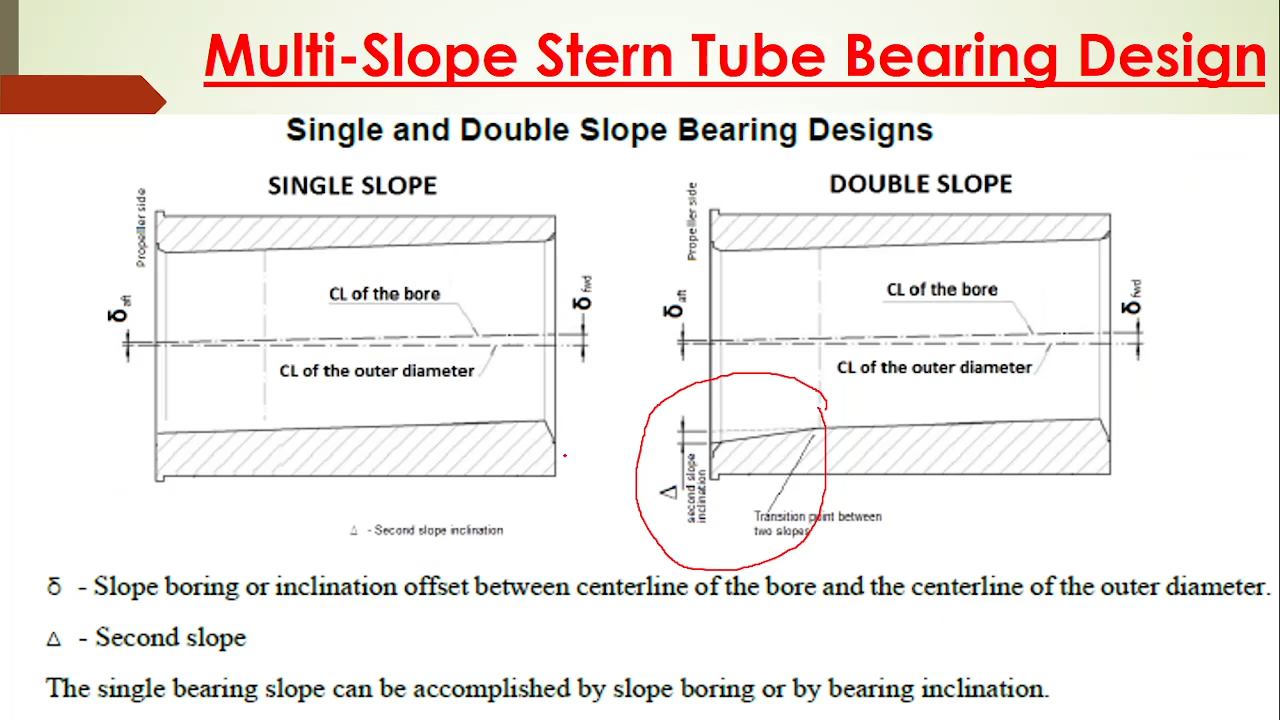 Multi-Slope Stern Tube Bearing Design
Single and Double Slope Bearing Designs
SINGLE SLOPE
Propeller side
δaft
CL of the bore
δfwd
CL of the outer diameter
Δ - Second slope inclination
DOUBLE SLOPE
Propeller side
δaft
CL of the bore
δfwd
CL of the outer diameter
Δ
second slope
inclination
Transition point between
two slopes
δ - Slope boring or inclination offset between centerline of the bore and the centerline of the outer diameter.
Δ - Second slope
The single bearing slope can be accomplished by slope boring or by bearing inclination.